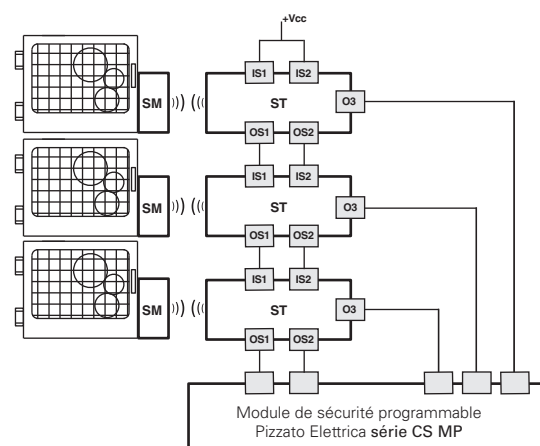 +Vcc
IS1 IS2
SM ST O3
OS1 OS2
IS1 IS2
SM ST O3
OS1 OS2
IS1 IS2
SM ST O3
OS1 OS2
Module de sécurité programmable
Pizzato Elettrica série CS MP